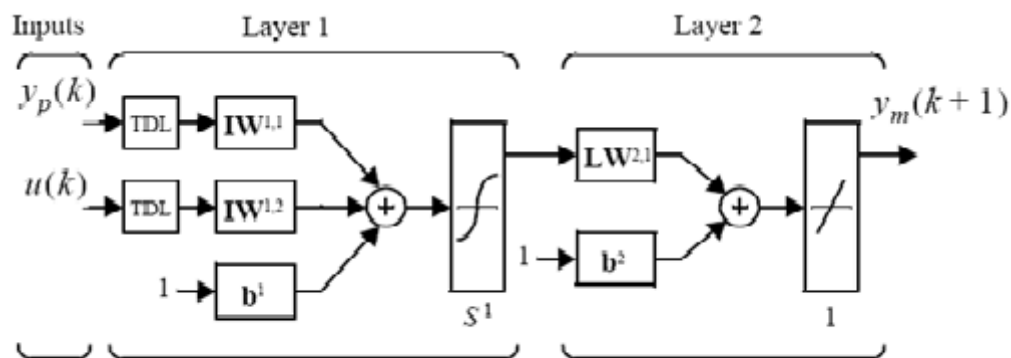 Inputs
Layer 1
Layer 2
y_p(k)
TDL
IW^{1,1}
y_m(k + 1)
LW^{2,1}
u(k)
TDL
IW^{1,2}
1
b^1
1
b^2
S^1
1